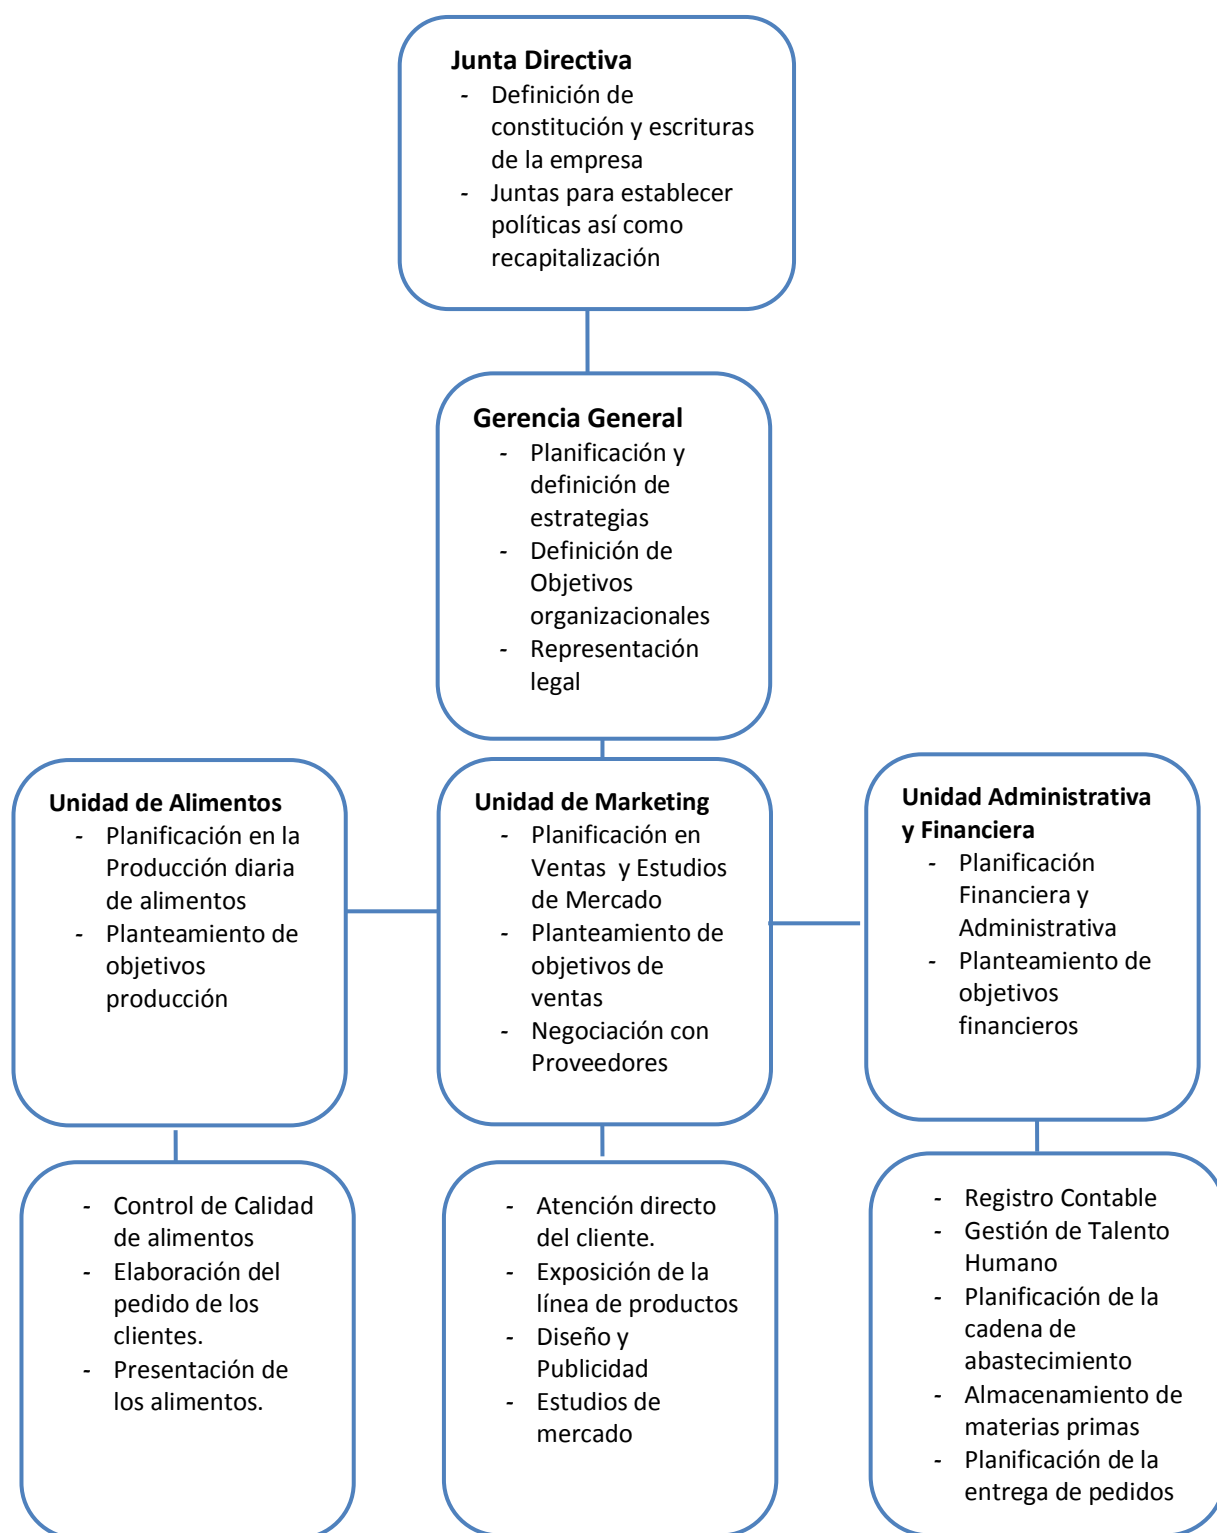 Junta Directiva
- Definición de
constitución y escrituras
de la empresa
- Juntas para establecer
políticas así como
recapitalización
Gerencia General
- Planificación y
definición de
estrategias
- Definición de
Objetivos
organizacionales
- Representación
legal
Unidad de Alimentos
- Planificación en la
Producción diaria
de alimentos
- Planteamiento de
objetivos
producción
Unidad de Marketing
- Planificación en
Ventas  y Estudios
de Mercado
- Planteamiento de
objetivos de
ventas
- Negociación con
Proveedores
Unidad Administrativa
y Financiera
- Planificación
Financiera y
Administrativa
- Planteamiento de
objetivos
financieros
- Control de Calidad
de alimentos
- Elaboración del
pedido de los
clientes.
- Presentación de
los alimentos.
- Atención directo
del cliente.
- Exposición de la
línea de productos
- Diseño y
Publicidad
- Estudios de
mercado
- Registro Contable
- Gestión de Talento
Humano
- Planificación de la
cadena de
abastecimiento
- Almacenamiento de
materias primas
- Planificación de la
entrega de pedidos